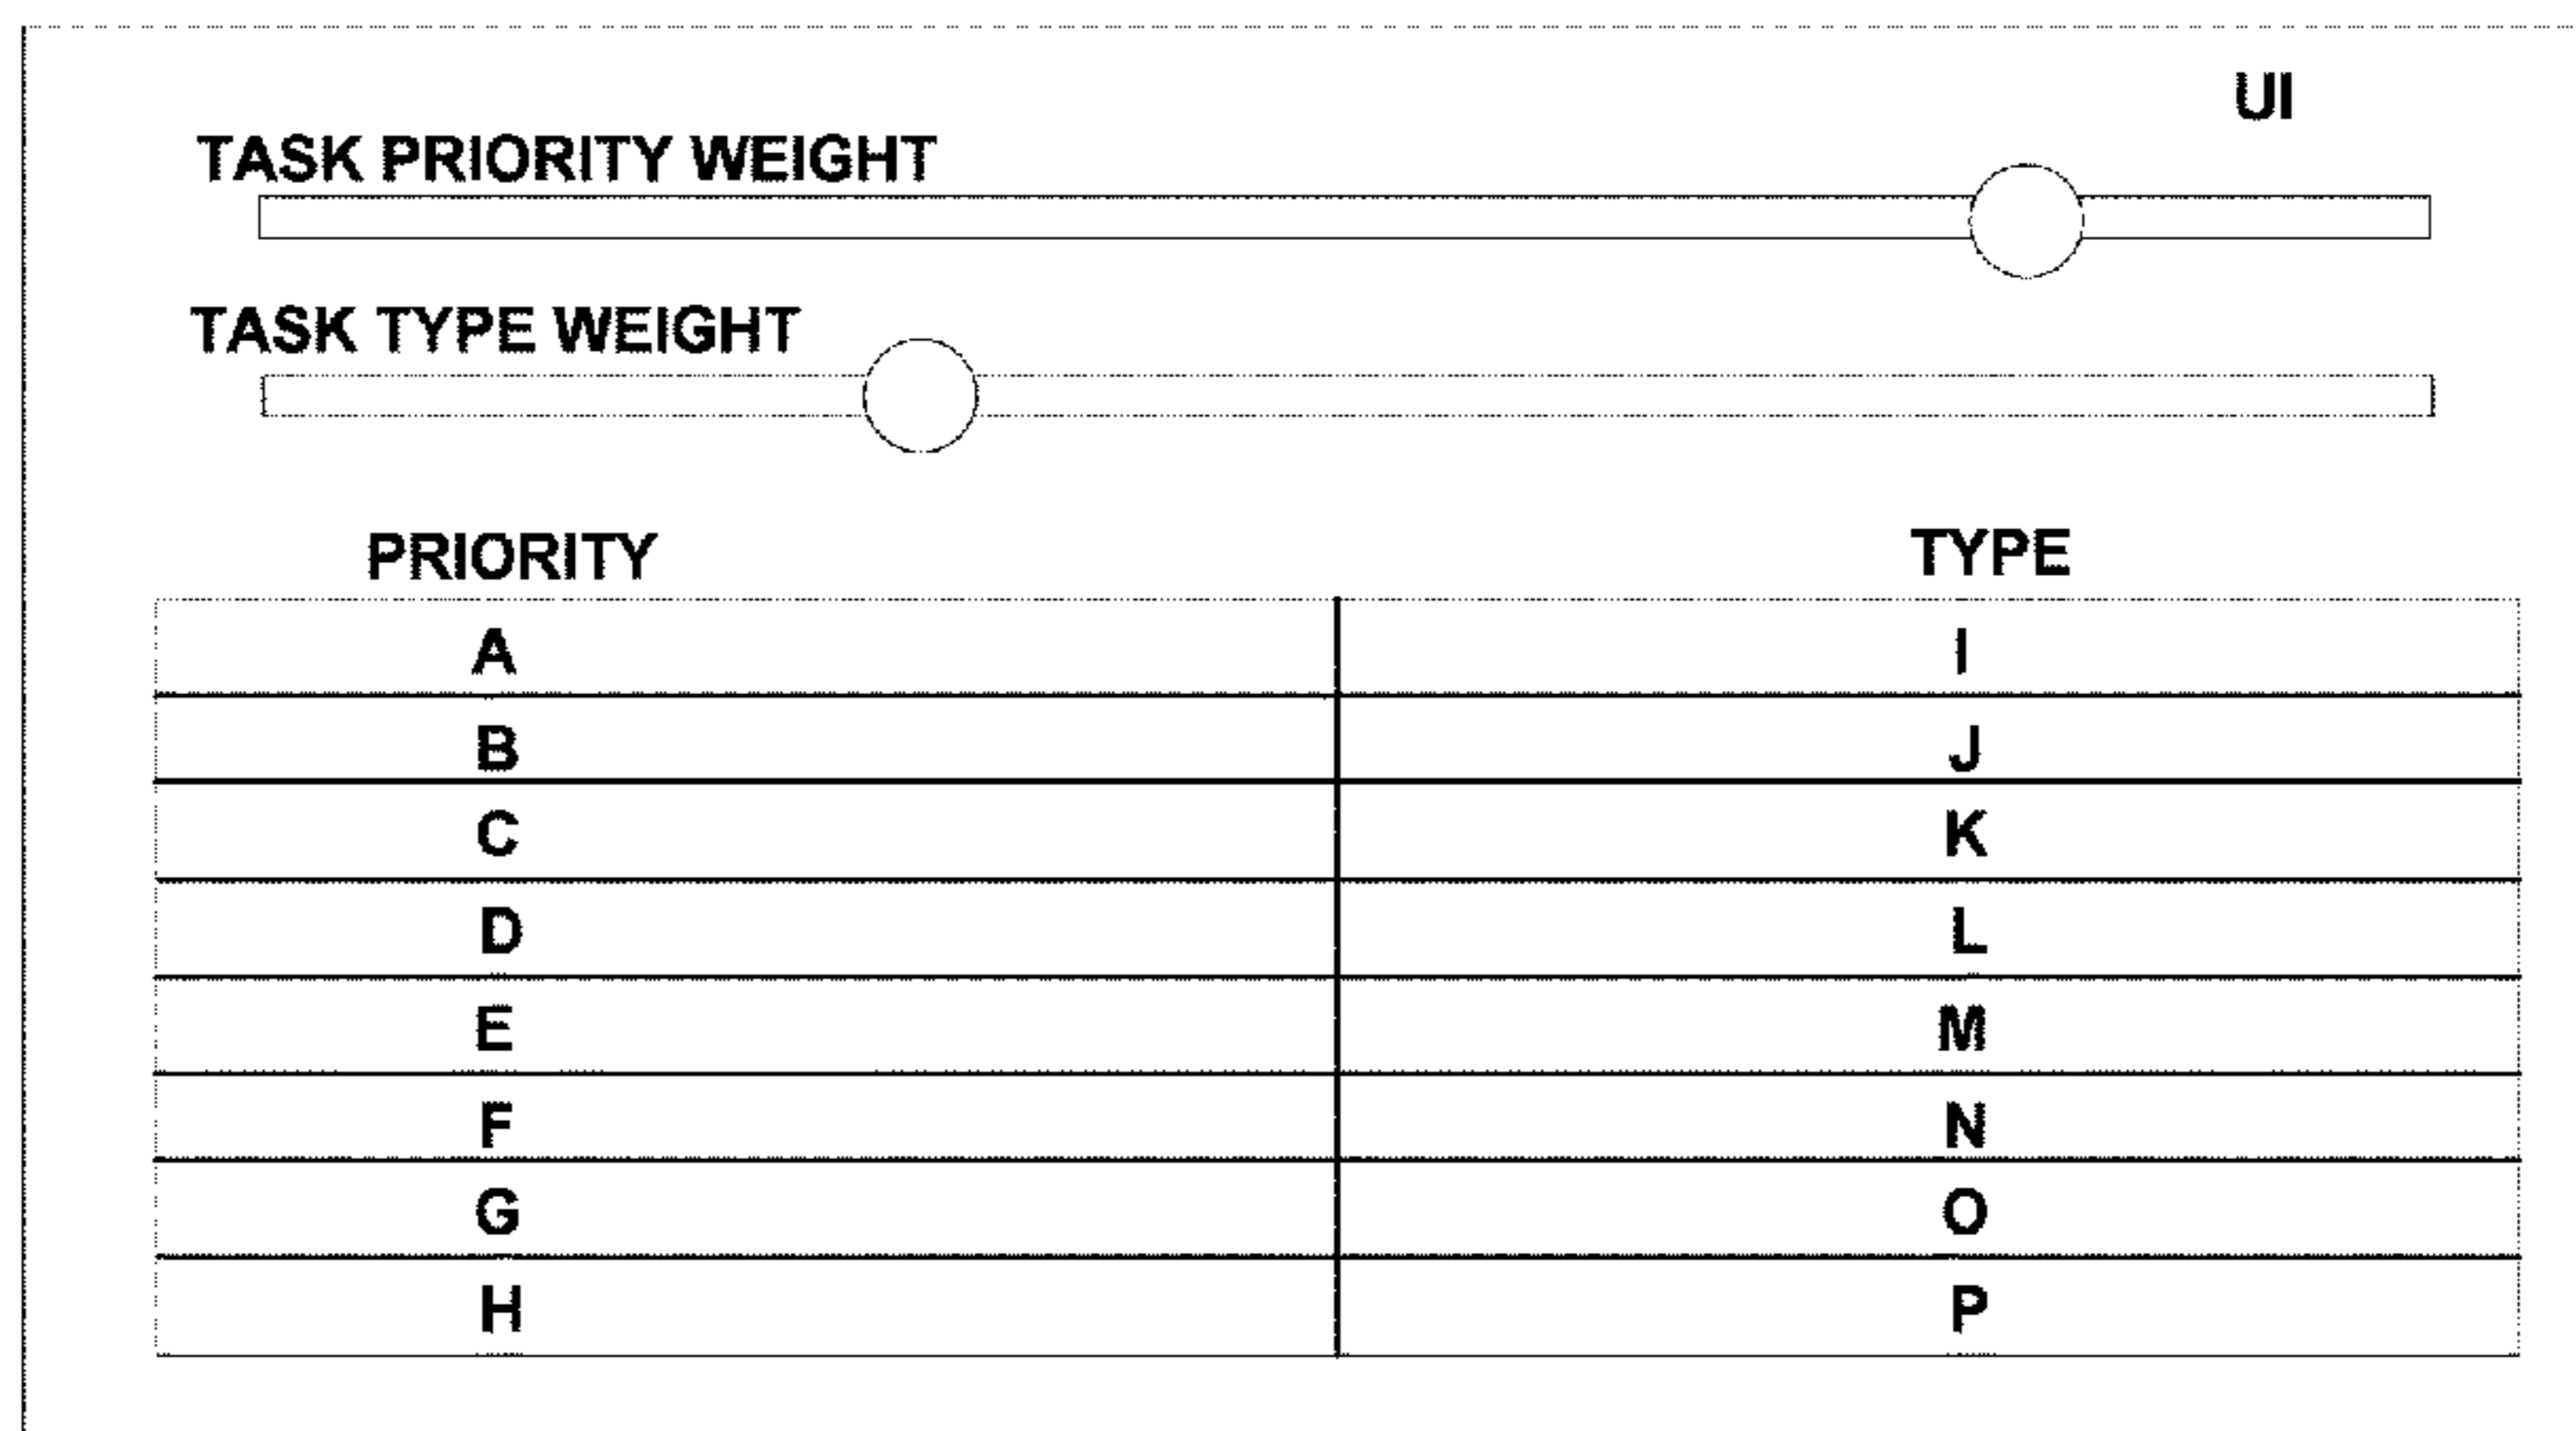 UI
TASK PRIORITY WEIGHT
TASK TYPE WEIGHT
PRIORITY TYPE
A I
B J
C K
D L
E M
F N
G O
H P